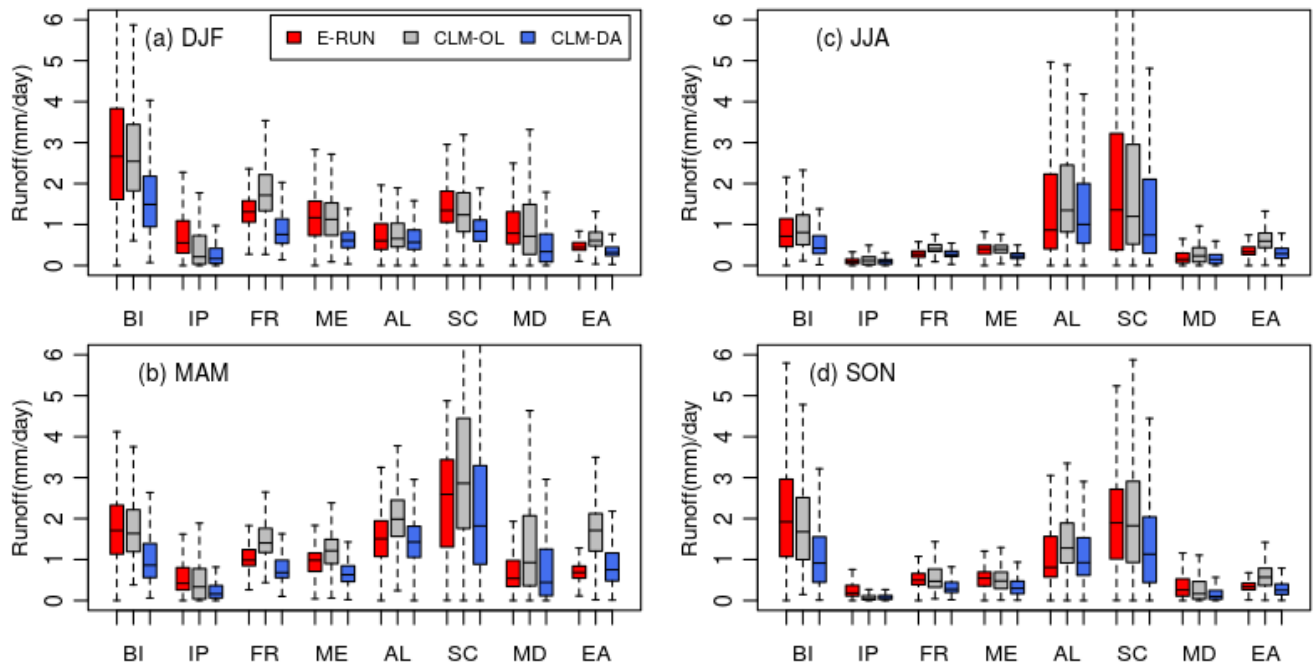 (a) DJF
E-RUN CLM-OL CLM-DA
Runoff(mm/day)
6
5
4
3
2
1
0
BI IP FR ME AL SC MD EA
(c) JJA
Runoff(mm/day)
6
5
4
3
2
1
0
BI IP FR ME AL SC MD EA
(b) MAM
Runoff(mm/day)
6
5
4
3
2
1
0
BI IP FR ME AL SC MD EA
(d) SON
Runoff(mm)/day
6
5
4
3
2
1
0
BI IP FR ME AL SC MD EA